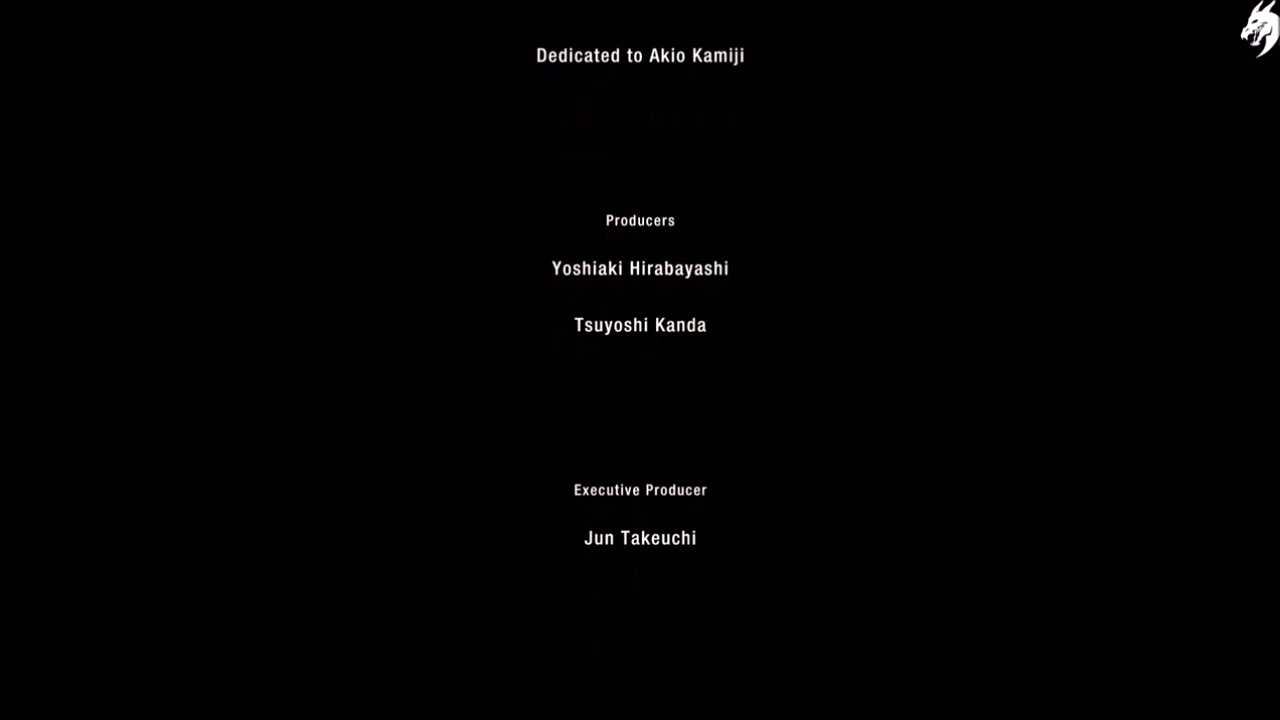 Dedicated to Akio Kamiji
Producers
Yoshiaki Hirabayashi
Tsuyoshi Kanda
Executive Producer
Jun Takeuchi